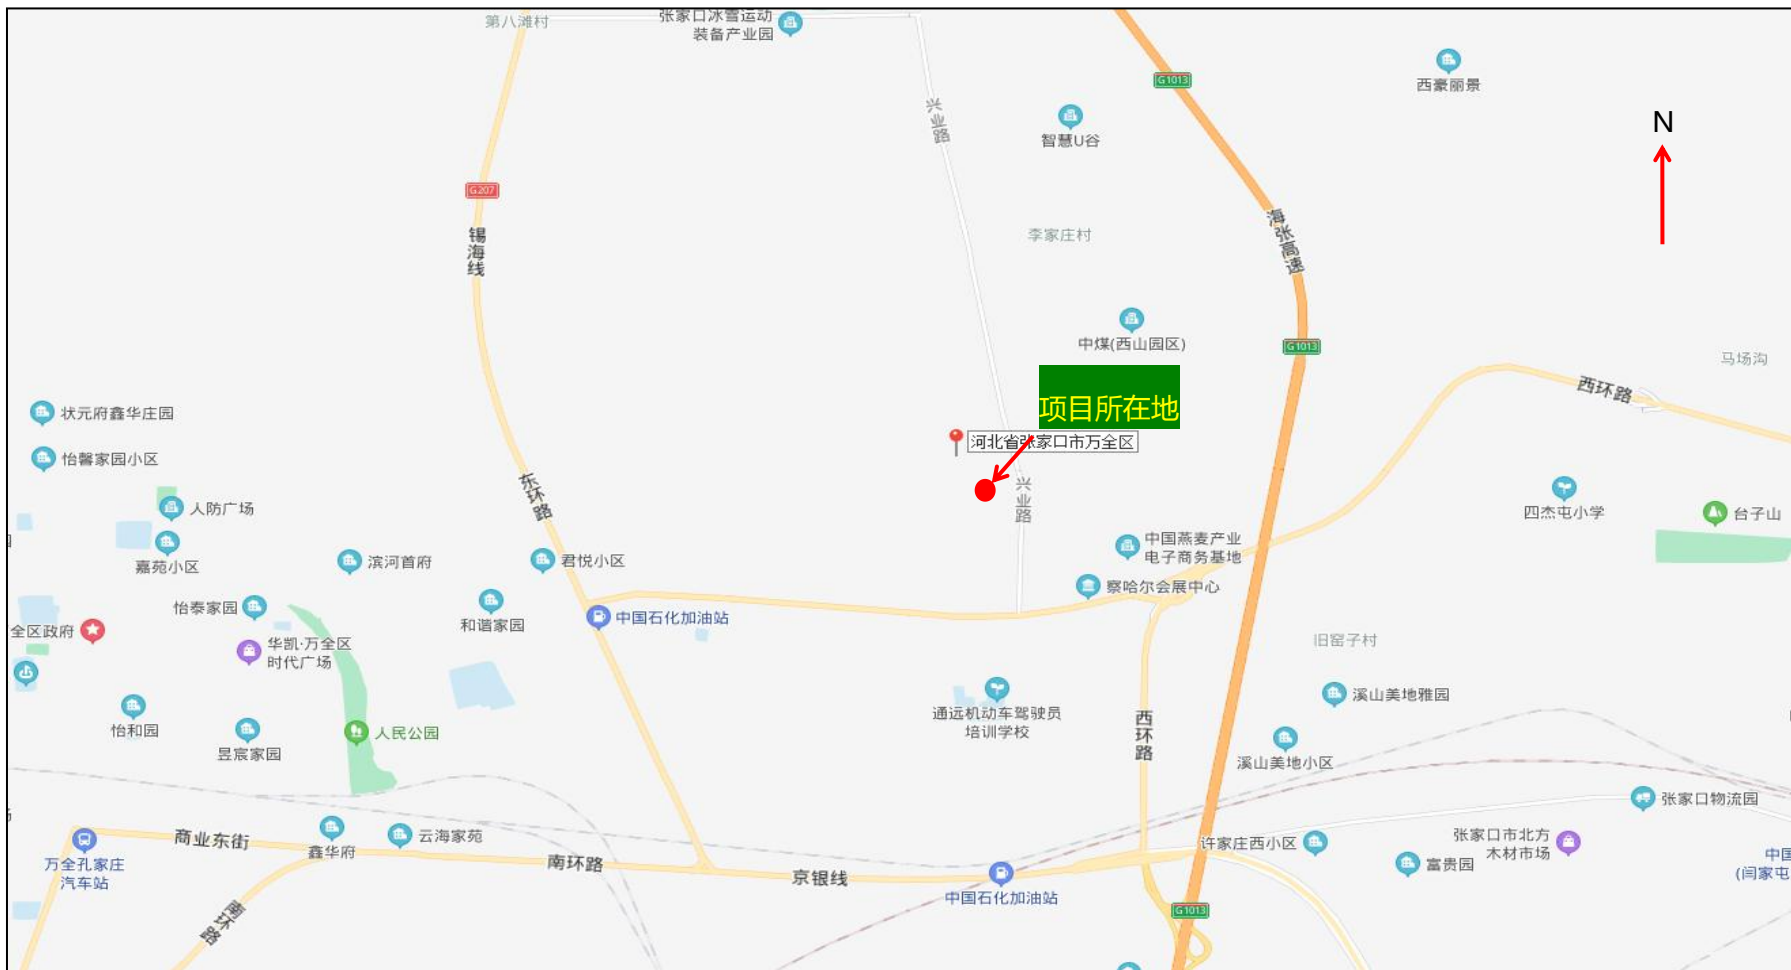 第八滩村
张家口冰雪运动
装备产业园
G1013
西豪丽景
兴业路
智慧U谷
N
G207
锡海线
李家庄村
海张高速
中煤(西山园区)
G1013
马场沟
西环路
项目所在地
状元府鑫华庄园
河北省张家口市万全区
怡馨家园小区
东环路
兴业路
人防广场
四杰屯小学
台子山
嘉苑小区
滨河首府
君悦小区
中国燕麦产业
电子商务基地
察哈尔会展中心
怡泰家园
和谐家园
中国石化加油站
全区政府
华凯·万全区
时代广场
旧窑子村
溪山美地雅园
怡和园
昱宸家园
人民公园
通远机动车驾驶员
培训学校
西环路
溪山美地小区
张家口物流园
商业东街
鑫华府
云海家苑
许家庄西小区
张家口市北方
木材市场
万全孔家庄
汽车站
南环路
京银线
富贵园
中国
(闫家屯
中国石化加油站
南环路
G1013